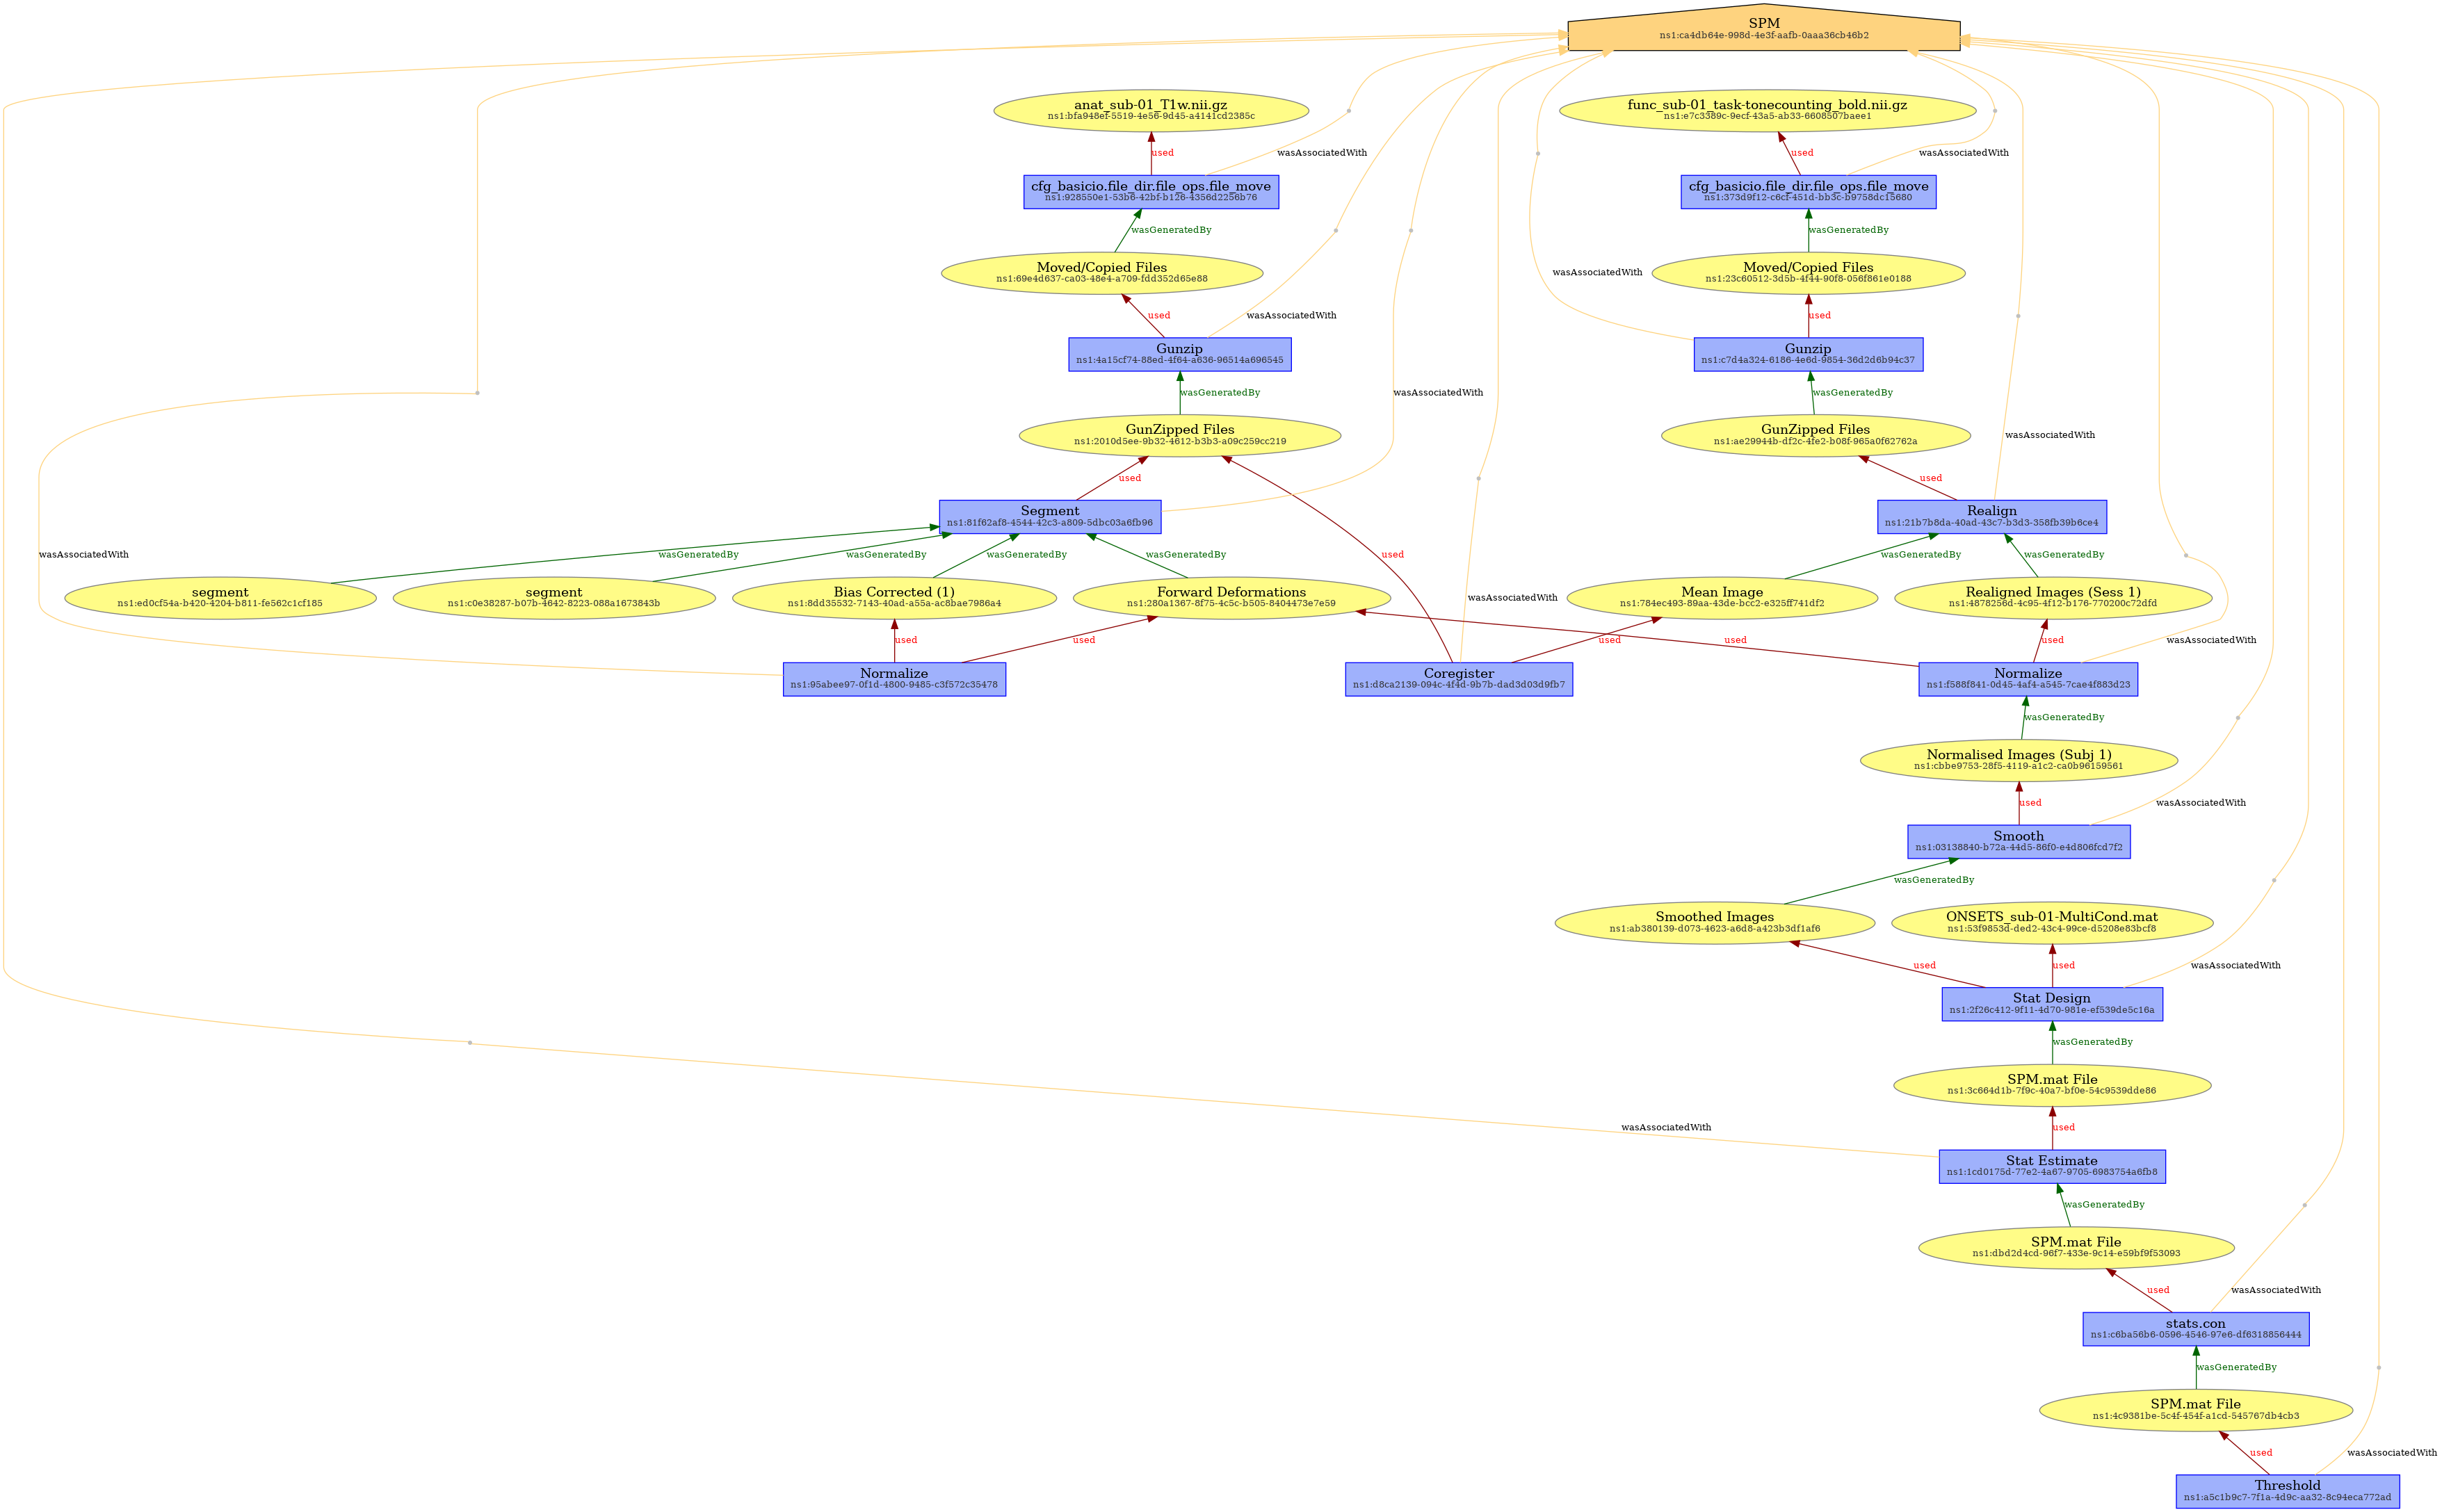 SPM
ns1:ca4db64e-998d-4e3f-aafb-0aaa36cb46b2
anat_sub-01_T1w.nii.gz
ns1:bfa948ef-5519-4e56-9d45-a4141cd2385c
func_sub-01_task-tonecounting_bold.nii.gz
ns1:e7c3389c-9ecf-43a5-ab33-6608507baee1
used
wasAssociatedWith
used
wasAssociatedWith
cfg_basicio.file_dir.file_ops.file_move
ns1:928550e1-53b6-42bf-b126-4356d2256b76
cfg_basicio.file_dir.file_ops.file_move
ns1:373d9f12-c6cf-451d-bb3c-b9758dc15680
wasGeneratedBy
wasGeneratedBy
Moved/Copied Files
ns1:69e4d637-ca03-48e4-a709-fdd352d65e88
wasAssociatedWith
Moved/Copied Files
ns1:23c60512-3d5b-4f44-90f8-056f861e0188
used
wasAssociatedWith
used
Gunzip
ns1:4a15cf74-88ed-4f64-a636-96514a696545
Gunzip
ns1:c7d4a324-6186-4e6d-9854-36d2d6b94c37
wasGeneratedBy
wasAssociatedWith
wasGeneratedBy
GunZipped Files
ns1:2010d5ee-9b32-4612-b3b3-a09c259cc219
GunZipped Files
ns1:ae29944b-df2c-4fe2-b08f-965a0f62762a
wasAssociatedWith
used
used
Segment
ns1:81f62af8-4544-42c3-a809-5dbc03a6fb96
Realign
ns1:21b7b8da-40ad-43c7-b3d3-358fb39b6ce4
wasAssociatedWith
wasGeneratedBy
wasGeneratedBy
wasGeneratedBy
wasGeneratedBy
used
wasGeneratedBy
wasGeneratedBy
segment
ns1:ed0cf54a-b420-4204-b811-fe562c1cf185
segment
ns1:c0e38287-b07b-4642-8223-088a1673843b
Bias Corrected (1)
ns1:8dd35532-7143-40ad-a55a-ac8bae7986a4
Forward Deformations
ns1:280a1367-8f75-4c5c-b505-8404473e7e59
wasAssociatedWith
Mean Image
ns1:784ec493-89aa-43de-bcc2-e325ff741df2
Realigned Images (Sess 1)
ns1:4878256d-4c95-4f12-b176-770200c72dfd
used
used
used
used
used
wasAssociatedWith
Normalize
ns1:95abee97-0f1d-4800-9485-c3f572c35478
Coregister
ns1:d8ca2139-094c-4f4d-9b7b-dad3d03d9fb7
Normalize
ns1:f588f841-0d45-4af4-a545-7cae4f883d23
wasGeneratedBy
Normalised Images (Subj 1)
ns1:cbbe9753-28f5-4119-a1c2-ca0b96159561
used
wasAssociatedWith
Smooth
ns1:03138840-b72a-44d5-86f0-e4d806fcd7f2
wasGeneratedBy
Smoothed Images
ns1:ab380139-d073-4623-a6d8-a423b3df1af6
ONSETS_sub-01-MultiCond.mat
ns1:53f9853d-ded2-43c4-99ce-d5208e83bcf8
used
used
wasAssociatedWith
Stat Design
ns1:2f26c412-9f11-4d70-981e-ef539de5c16a
wasGeneratedBy
SPM.mat File
ns1:3c664d1b-7f9c-40a7-bf0e-54c9539dde86
wasAssociatedWith
used
Stat Estimate
ns1:1cd0175d-77e2-4a67-9705-6983754a6fb8
wasGeneratedBy
SPM.mat File
ns1:dbd2d4cd-96f7-433e-9c14-e59bf9f53093
used
wasAssociatedWith
stats.con
ns1:c6ba56b6-0596-4546-97e6-df6318856444
wasGeneratedBy
SPM.mat File
ns1:4c9381be-5c4f-454f-a1cd-545767db4cb3
used
wasAssociatedWith
Threshold
ns1:a5c1b9c7-7f1a-4d9c-aa32-8c94eca772ad